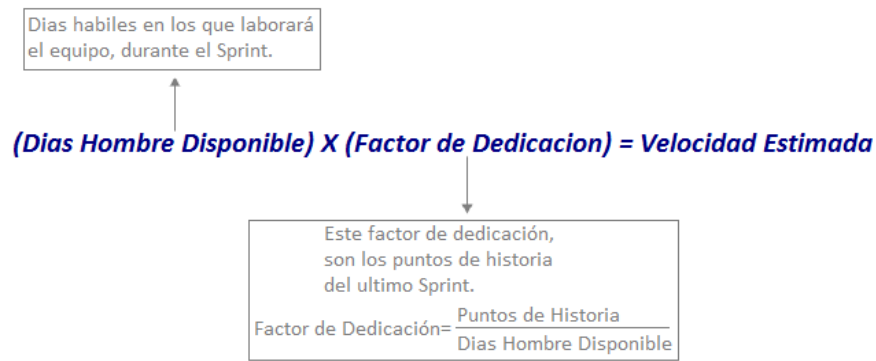 Dias habiles en los que laborará
el equipo, durante el Sprint.
(Dias Hombre Disponible) X (Factor de Dedicacion) = Velocidad Estimada
Este factor de dedicación,
son los puntos de historia
del ultimo Sprint.
Factor de Dedicación= Puntos de Historia
Dias Hombre Disponible